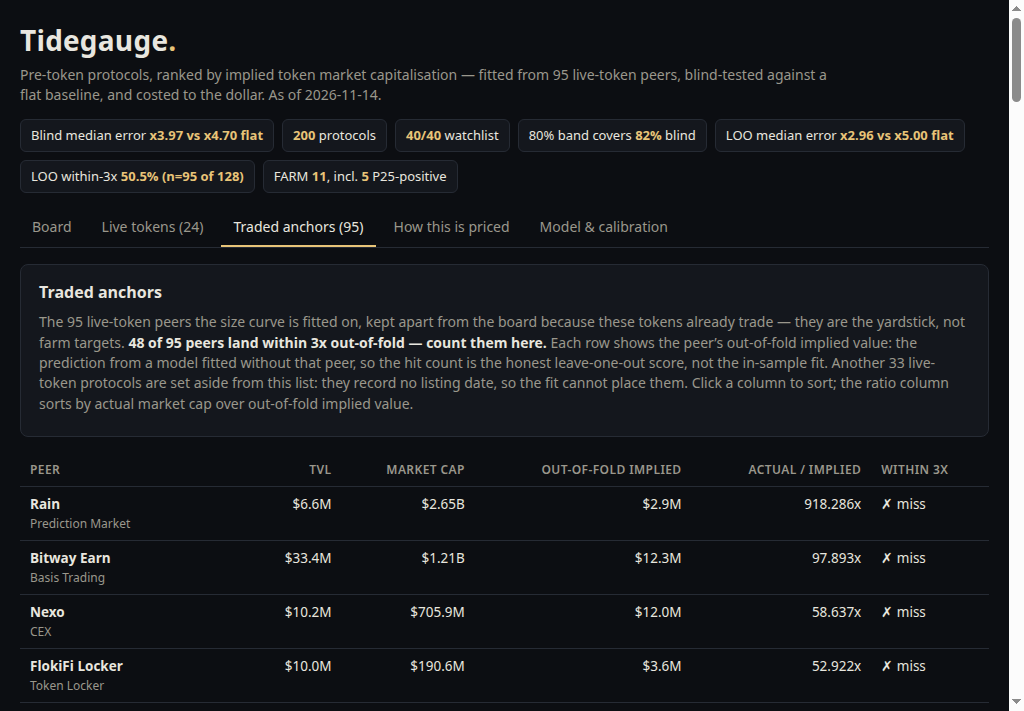 Tidegauge.
Pre-token protocols, ranked by implied token market capitalisation — fitted from 95 live-token peers, blind-tested against a
flat baseline, and costed to the dollar. As of 2026-11-14.
Blind median error x3.97 vs x4.70 flat
200 protocols
40/40 watchlist
80% band covers 82% blind
LOO median error x2.96 vs x5.00 flat
LOO within-3x 50.5% (n=95 of 128)
FARM 11, incl. 5 P25-positive
Board
Live tokens (24)
Traded anchors (95)
How this is priced
Model & calibration
Traded anchors
The 95 live-token peers the size curve is fitted on, kept apart from the board because these tokens already trade — they are the yardstick, not
farm targets. 48 of 95 peers land within 3x out-of-fold — count them here. Each row shows the peer's out-of-fold implied value: the
prediction from a model fitted without that peer, so the hit count is the honest leave-one-out score, not the in-sample fit. Another 33 live-
token protocols are set aside from this list: they record no listing date, so the fit cannot place them. Click a column to sort; the ratio column
sorts by actual market cap over out-of-fold implied value.
PEER TVL MARKET CAP OUT-OF-FOLD IMPLIED ACTUAL / IMPLIED WITHIN 3X
Rain $6.6M $2.65B $2.9M 918.286x ✗ miss
Prediction Market
Bitway Earn $33.4M $1.21B $12.3M 97.893x ✗ miss
Basis Trading
Nexo $10.2M $705.9M $12.0M 58.637x ✗ miss
CEX
FlokiFi Locker $10.0M $190.6M $3.6M 52.922x ✗ miss
Token Locker